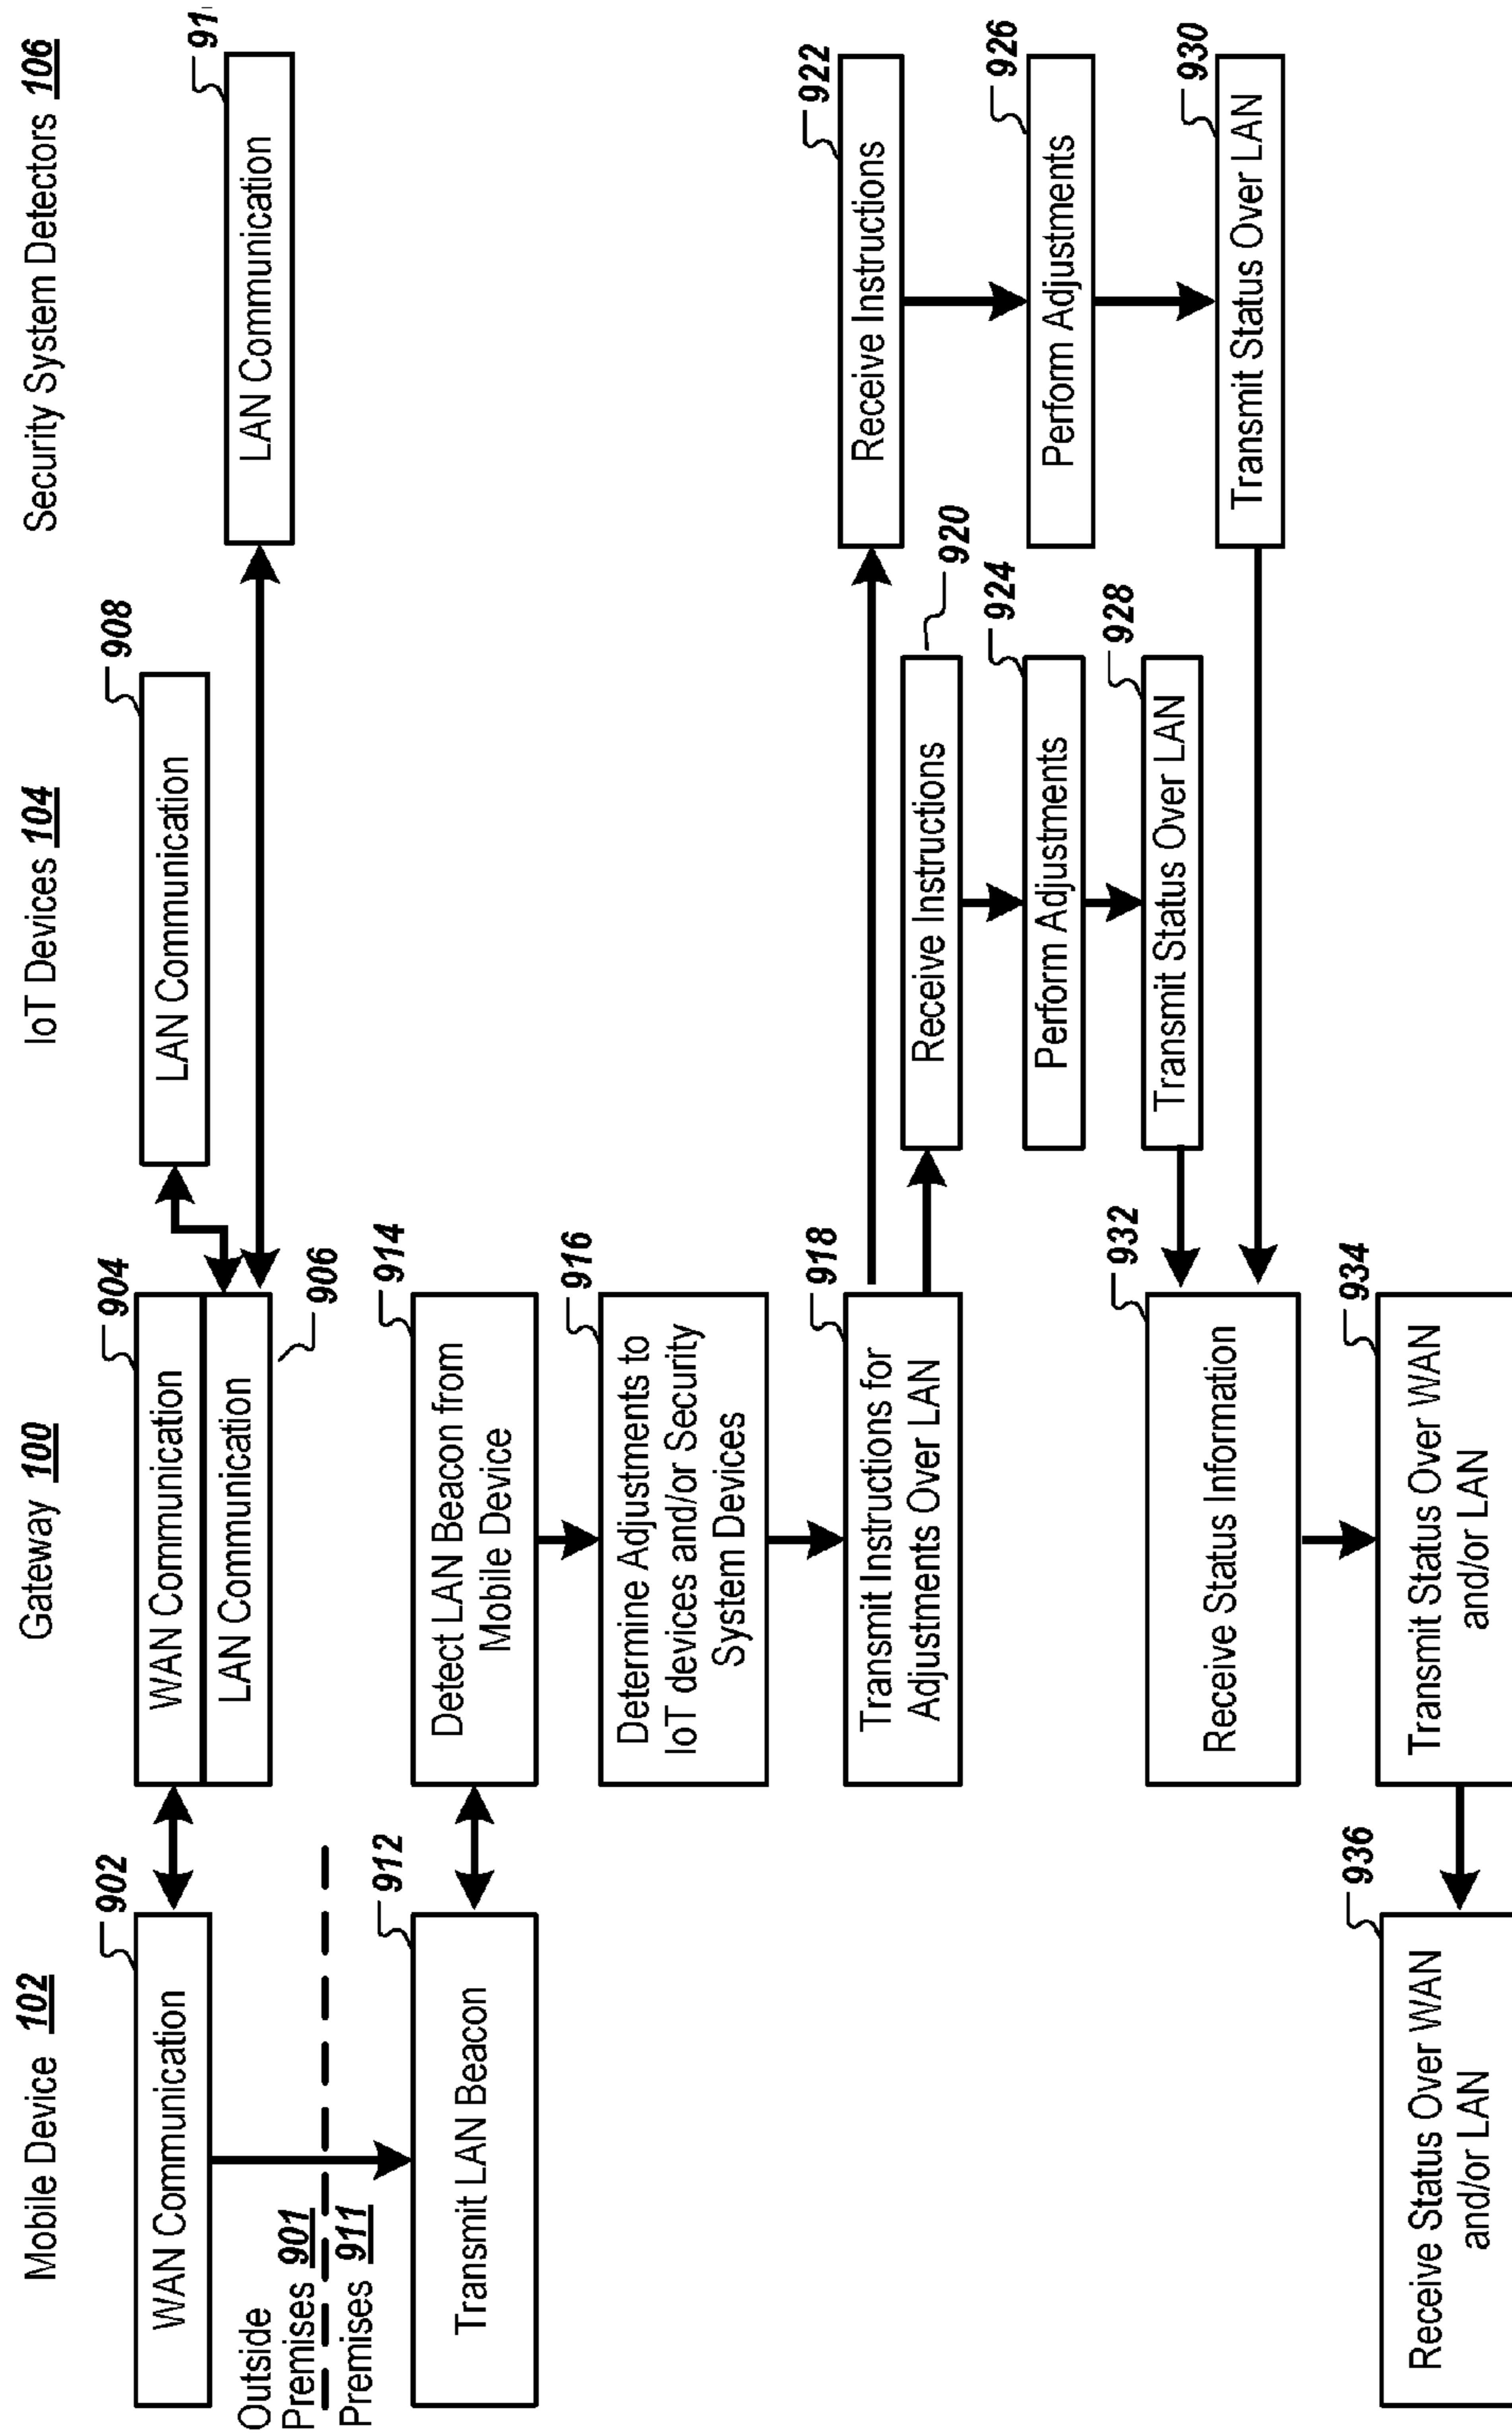 Mobile Device 102
Gateway 100
IoT Devices 104
Security System Detectors 106
902
WAN Communication
904
WAN Communication
LAN Communication
906
908
LAN Communication
91
LAN Communication
Outside
Premises 901
Premises 911
912
Transmit LAN Beacon
914
Detect LAN Beacon from
Mobile Device
916
Determine Adjustments to
IoT devices and/or Security
System Devices
918
Transmit Instructions for
Adjustments Over LAN
922
Receive Instructions
920
Receive Instructions
926
Perform Adjustments
924
Perform Adjustments
930
Transmit Status Over LAN
928
Transmit Status Over LAN
932
Receive Status Information
934
Transmit Status Over WAN
and/or LAN
936
Receive Status Over WAN
and/or LAN